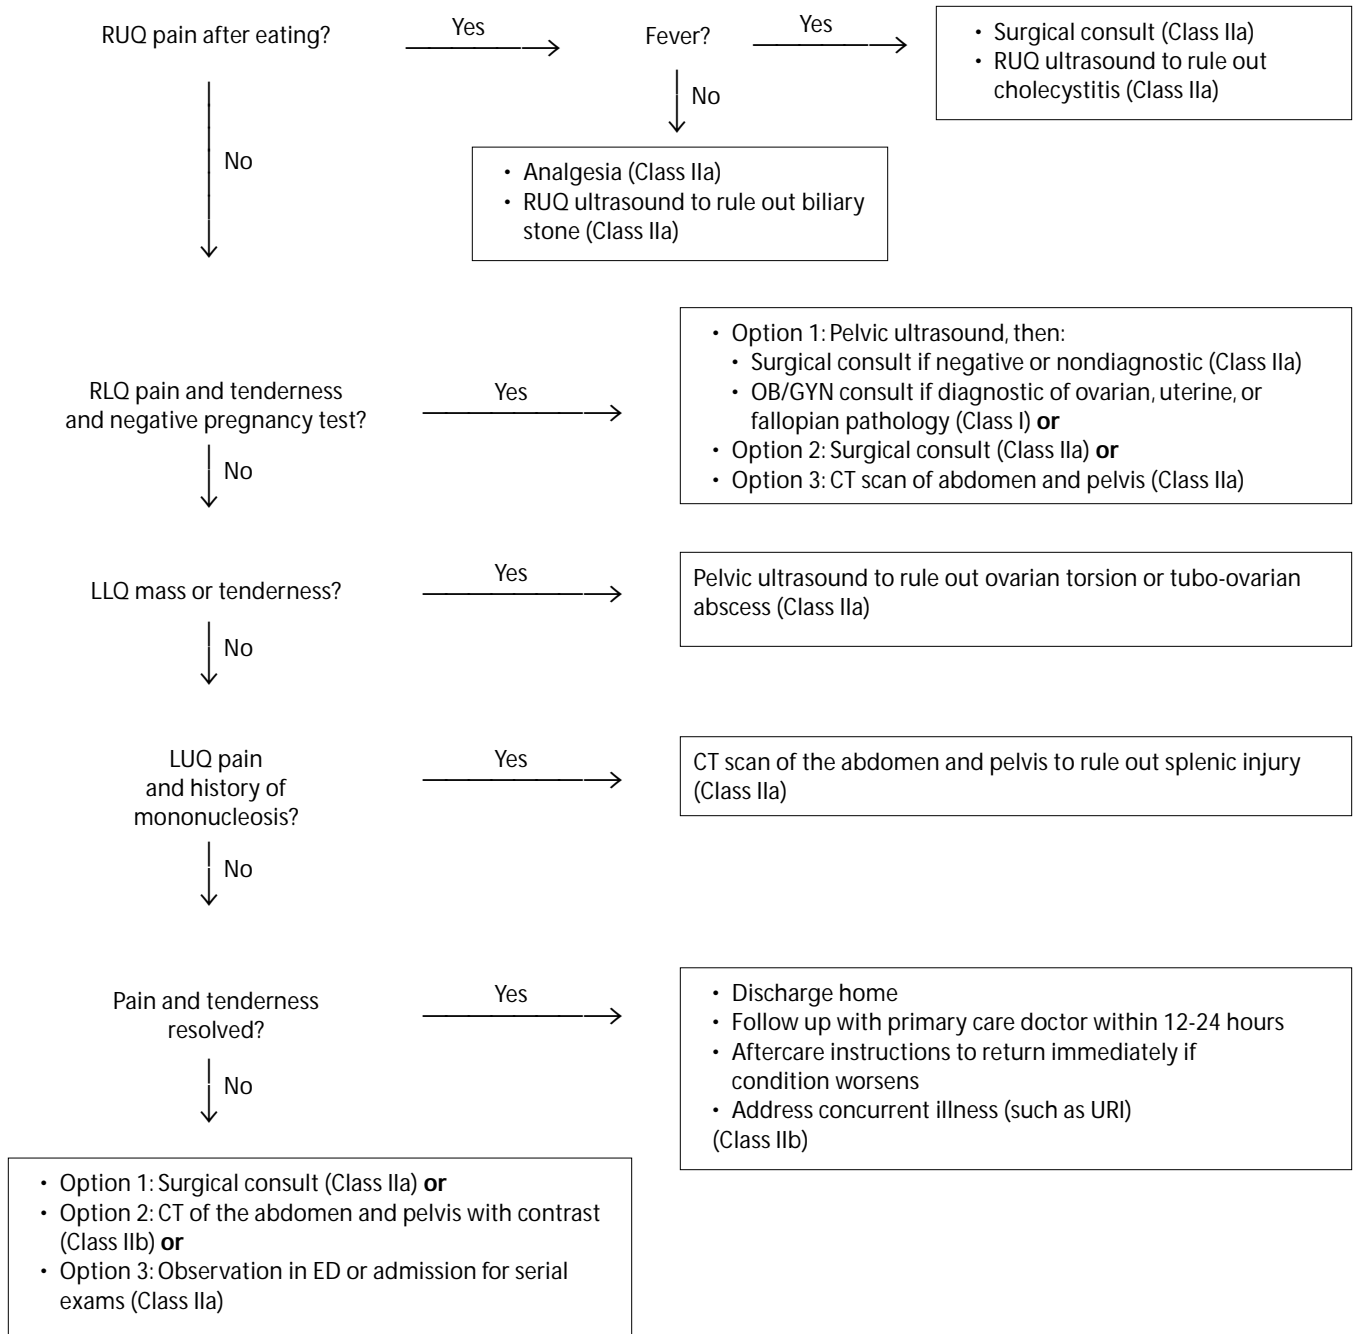 RUQ pain after eating?
Yes
Fever?
Yes
• Surgical consult (Class IIa)
• RUQ ultrasound to rule out
cholecystitis (Class IIa)
No
No
• Analgesia (Class IIa)
• RUQ ultrasound to rule out biliary
stone (Class IIa)
RLQ pain and tenderness
and negative pregnancy test?
Yes
• Option 1: Pelvic ultrasound, then:
• Surgical consult if negative or nondiagnostic (Class IIa)
• OB/GYN consult if diagnostic of ovarian, uterine, or
fallopian pathology (Class I) or
• Option 2: Surgical consult (Class IIa) or
• Option 3: CT scan of abdomen and pelvis (Class IIa)
No
LLQ mass or tenderness?
Yes
Pelvic ultrasound to rule out ovarian torsion or tubo-ovarian
abscess (Class IIa)
No
LUQ pain
and history of
mononucleosis?
Yes
CT scan of the abdomen and pelvis to rule out splenic injury
(Class IIa)
No
Pain and tenderness
resolved?
Yes
• Discharge home
• Follow up with primary care doctor within 12-24 hours
• Aftercare instructions to return immediately if
condition worsens
• Address concurrent illness (such as URI)
(Class IIb)
No
• Option 1: Surgical consult (Class IIa) or
• Option 2: CT of the abdomen and pelvis with contrast
(Class IIb) or
• Option 3: Observation in ED or admission for serial
exams (Class IIa)